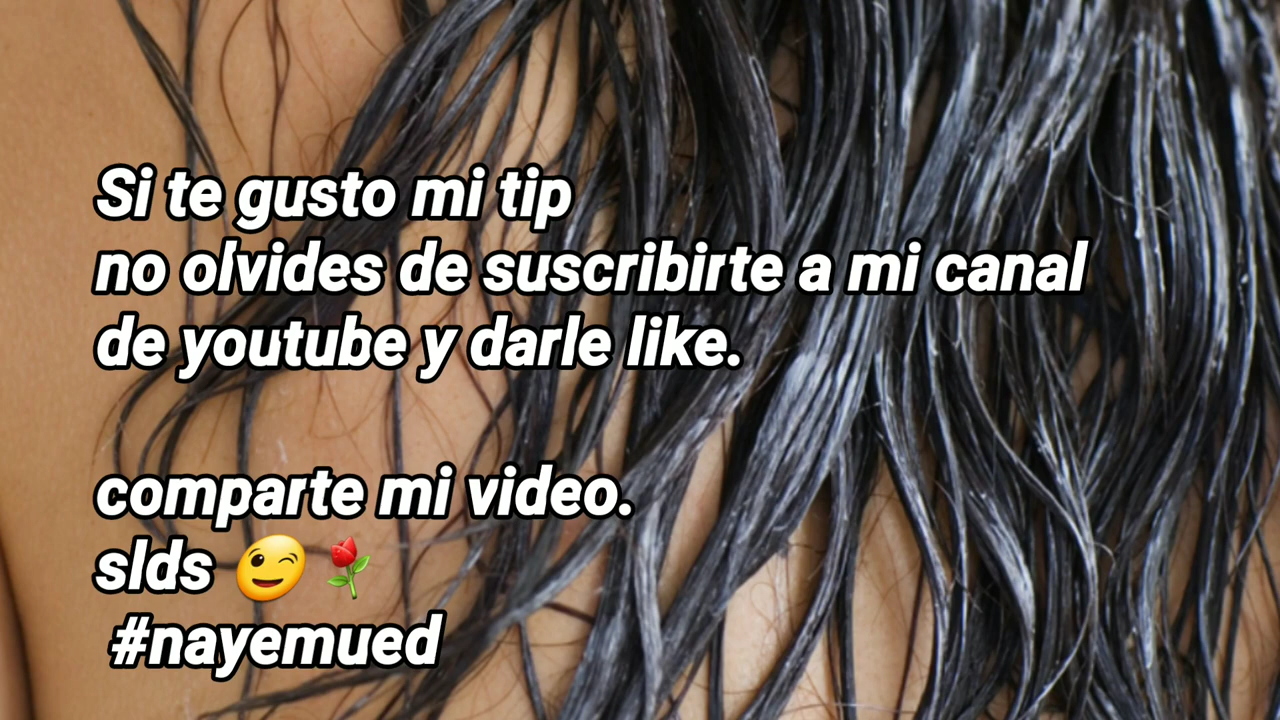 Si te gusto mi tip
no olvides de suscribirte a mi canal
de youtube y darle like.
comparte mi video.
slds 😉🌹
#nayemued